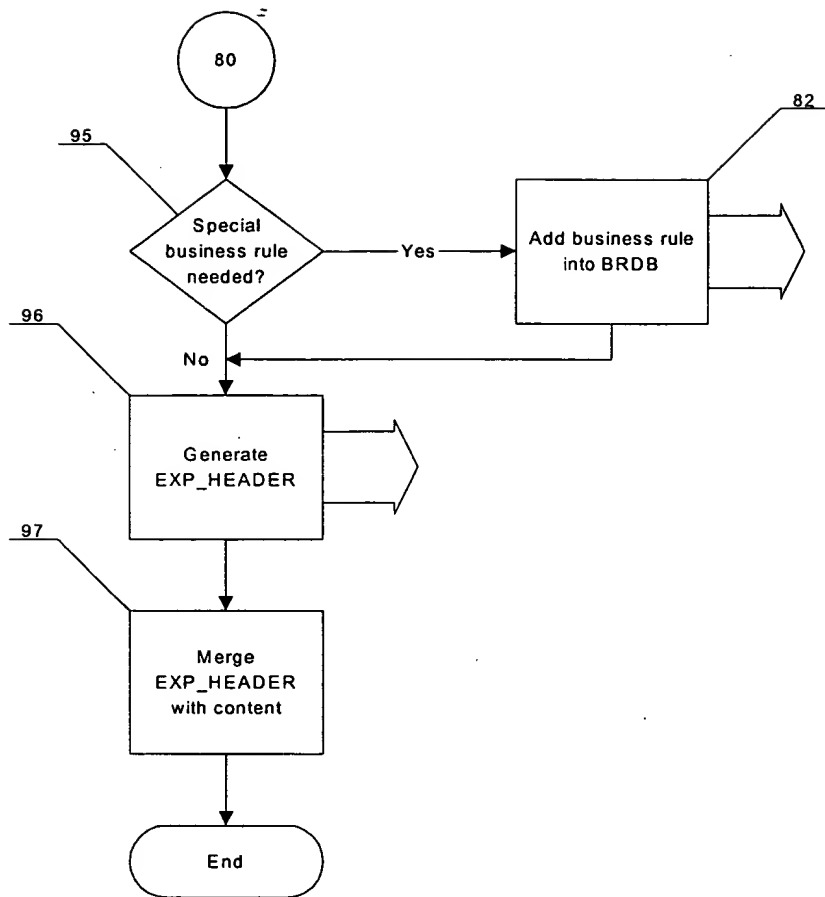 80
95
82
Special
business rule
needed?
Yes
Add business rule
into BRDB
96
No
Generate
EXP_HEADER
97
Merge
EXP_HEADER
with content
End